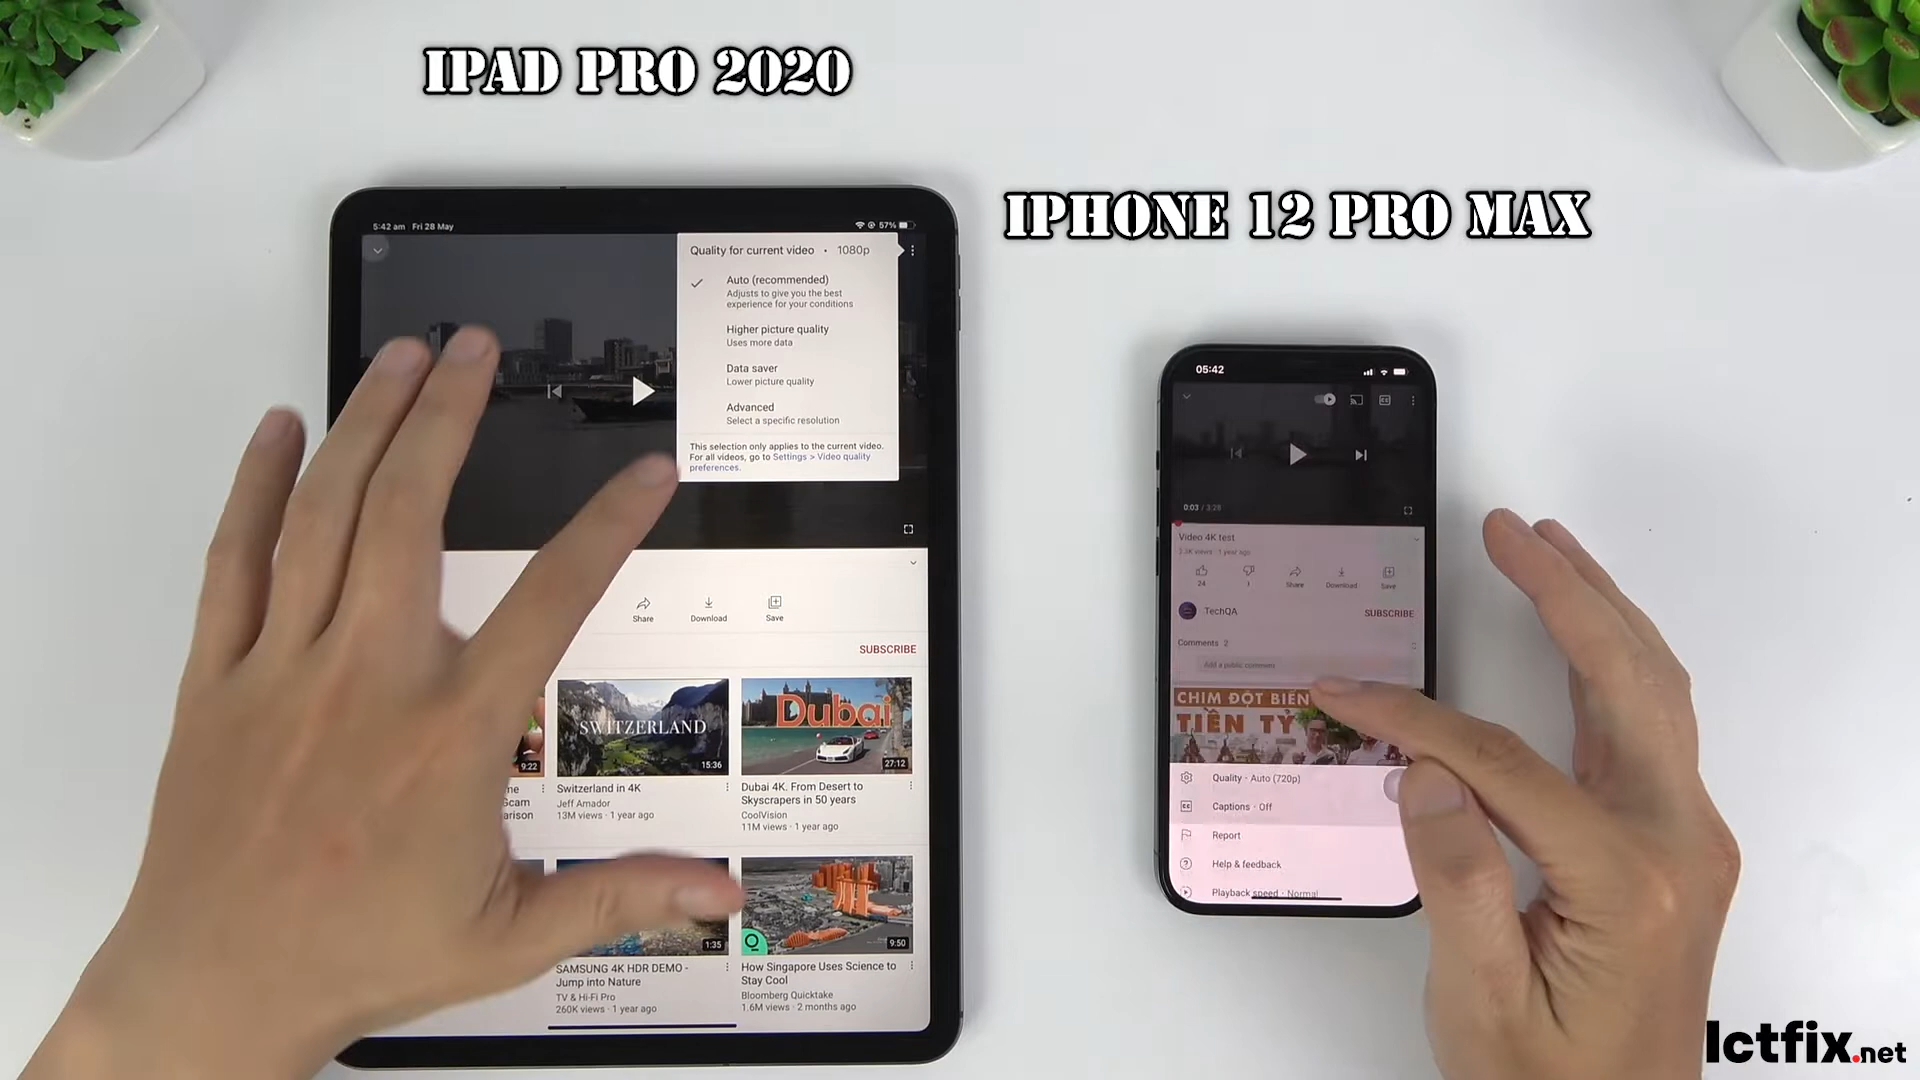 IPAD PRO 2020
IPHONE 12 PRO MAX
5:42 am Fri 28 May
57%
Quality for current video • 1080p
Auto (recommended)
Adjusts to give you the best
experience for your conditions
Higher picture quality
Uses more data
Data saver
Lower picture quality
Advanced
Select a specific resolution
This selection only applies to the current video.
For all videos, go to Settings > Video quality
preferences.
Share
Download
Save
SUBSCRIBE
9:22
SWITZERLAND
15:36
Dubai
27:12
Switzerland in 4K
Jeff Amador
13M views · 1 year ago
Dubai 4K. From Desert to
Skyscrapers in 50 years
CoolVision
11M views · 1 year ago
1:35
9:50
SAMSUNG 4K HDR DEMO -
Jump into Nature
TV & Hi-Fi Pro
260K views · 1 year ago
How Singapore Uses Science to
Stay Cool
Bloomberg Quicktake
1.6M views · 2 months ago
05:42
0:03 / 3:28
Video 4K test
views · 1 year ago
24
1
Share
Download
Save
TechQA
SUBSCRIBE
Comments 2
Add a public comment
CHIM ĐỘT BIẾN
TIỀN TỶ
Quality · Auto (720p)
Captions · Off
Report
Help & feedback
Playback speed · Normal
Ictfix.net